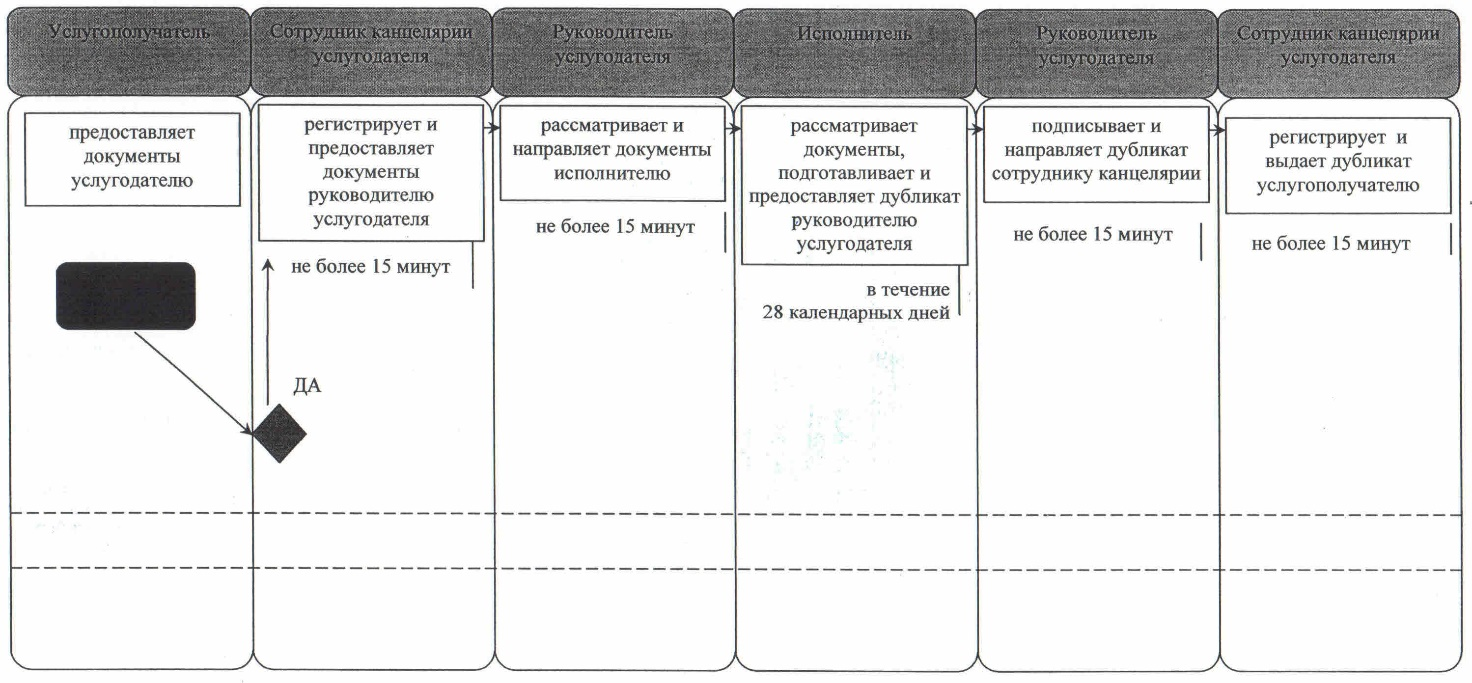 Услугополучатель
Сотрудник канцелярии
услугодателя
Руководитель
услугодателя
Исполнитель
Руководитель
услугодателя
Сотрудник канцелярии
услугодателя
предоставляет
документы
услугодателю
регистрирует и
предоставляет
документы
руководителю
услугодателя
не более 15 минут
рассматривает и
направляет документы
исполнителю
не более 15 минут
рассматривает
документы,
подготавливает и
предоставляет дубликат
руководителю
услугодателя
в течение
28 календарных дней
подписывает и
направляет дубликат
сотруднику канцелярии
не более 15 минут
регистрирует и
выдает дубликат
услугополучателю
не более 15 минут
ДА